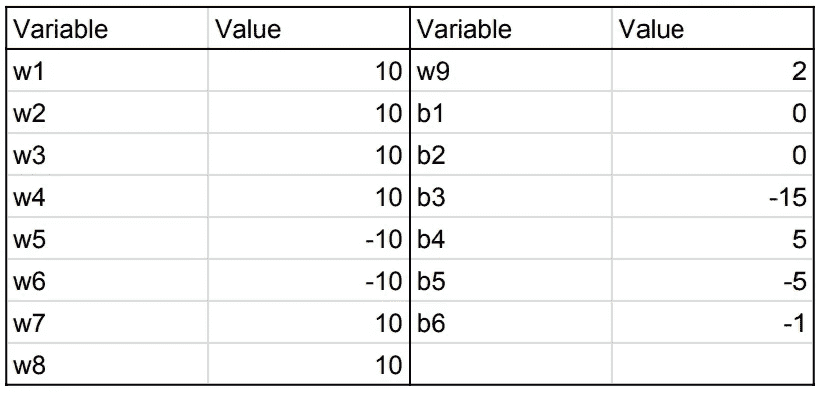 Variable Value Variable Value
w1 10 w9 2
w2 10 b1 0
w3 10 b2 0
w4 10 b3 -15
w5 -10 b4 5
w6 -10 b5 -5
w7 10 b6 -1
w8 10